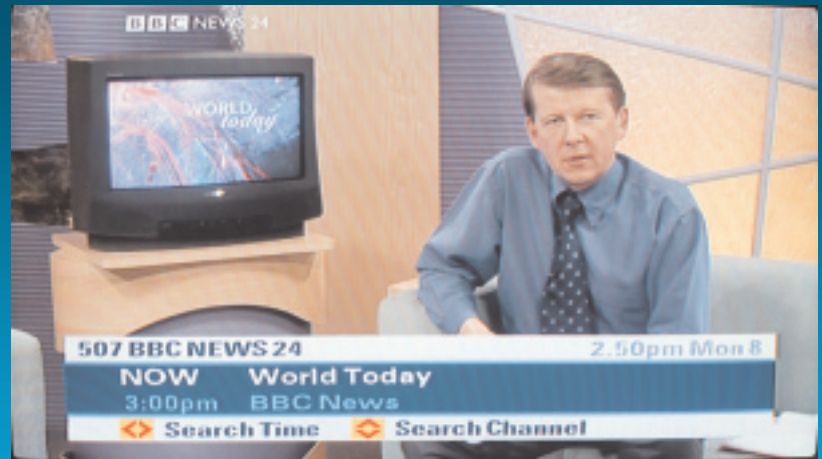 BBC NEWS 24
WORLD
today
507 BBC NEWS 24 2.50pm Mon 8
NOW World Today
3:00pm BBC News
Search Time Search Channel